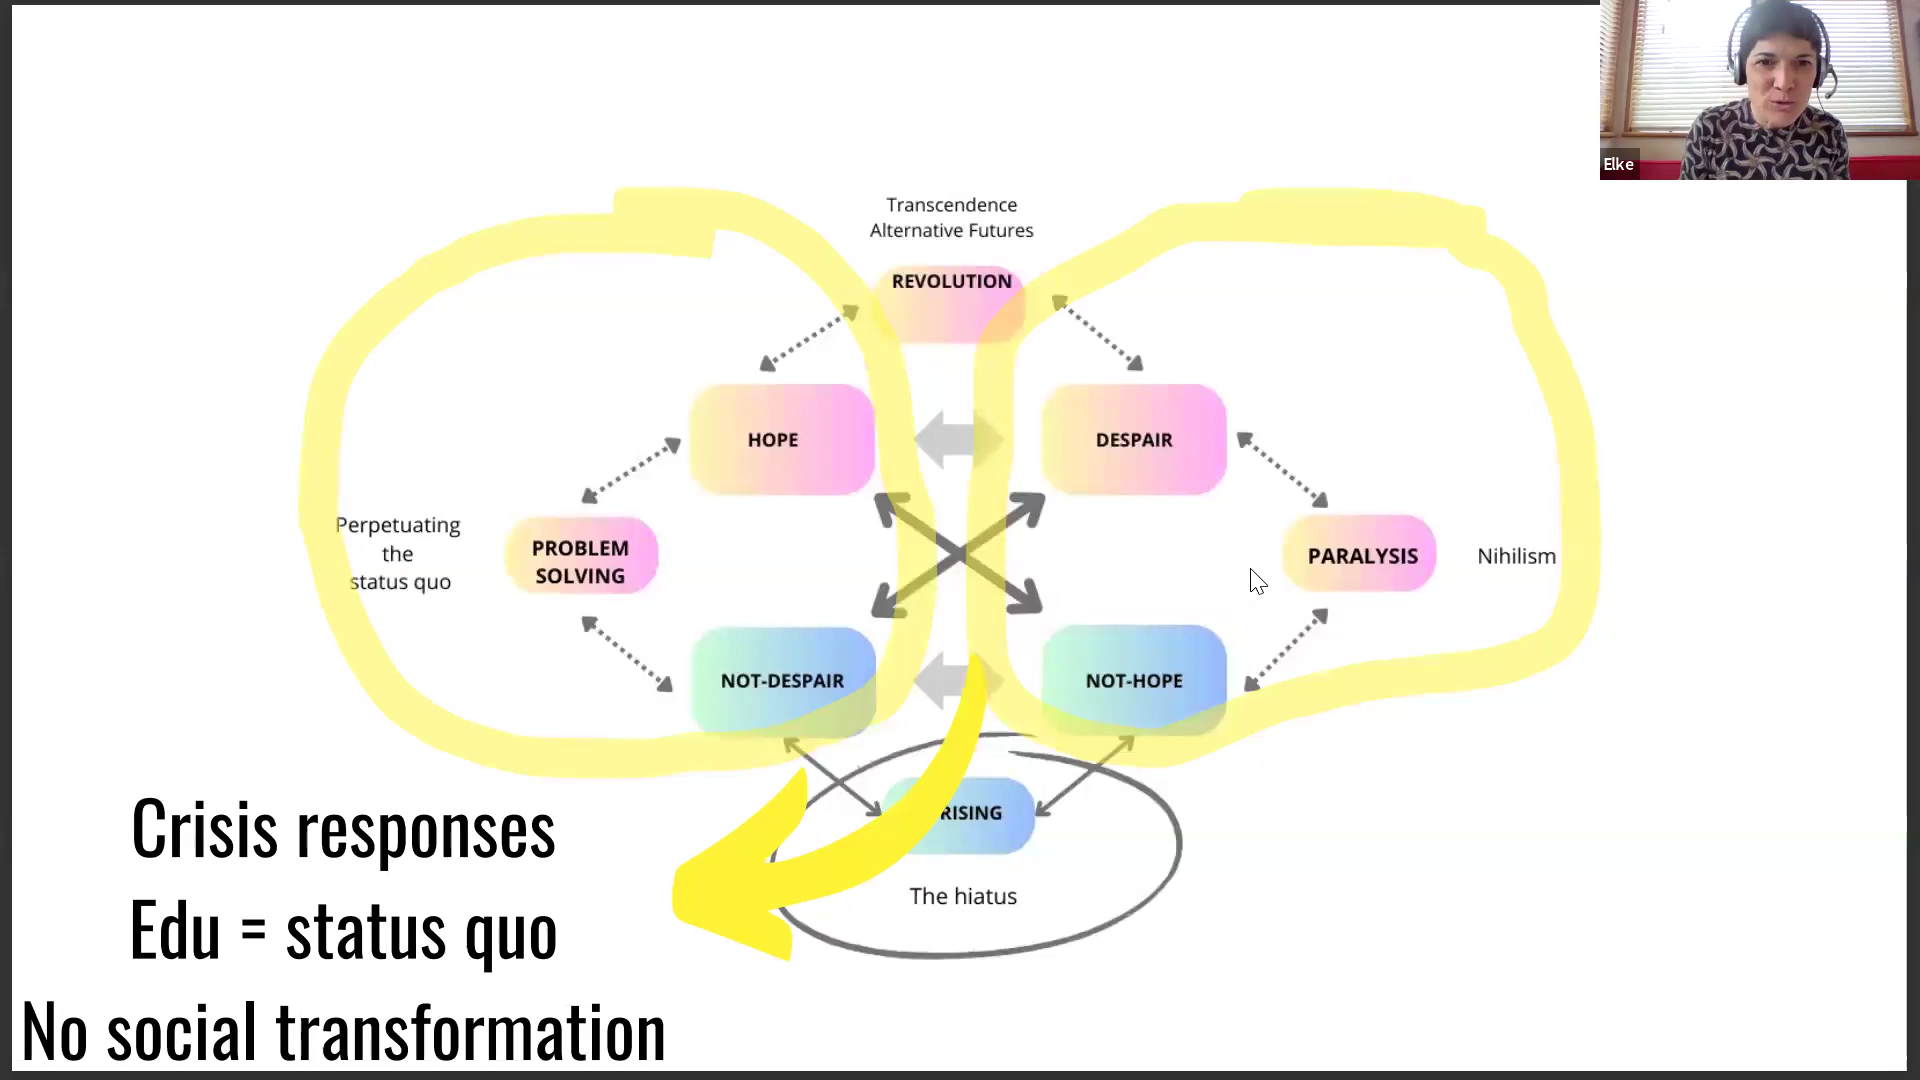 Elke
Transcendence
Alternative Futures
REVOLUTION
HOPE
DESPAIR
Perpetuating
the
status quo
PROBLEM
SOLVING
PARALYSIS
Nihilism
NOT-DESPAIR
NOT-HOPE
RISING
The hiatus
Crisis responses
Edu = status quo
No social transformation